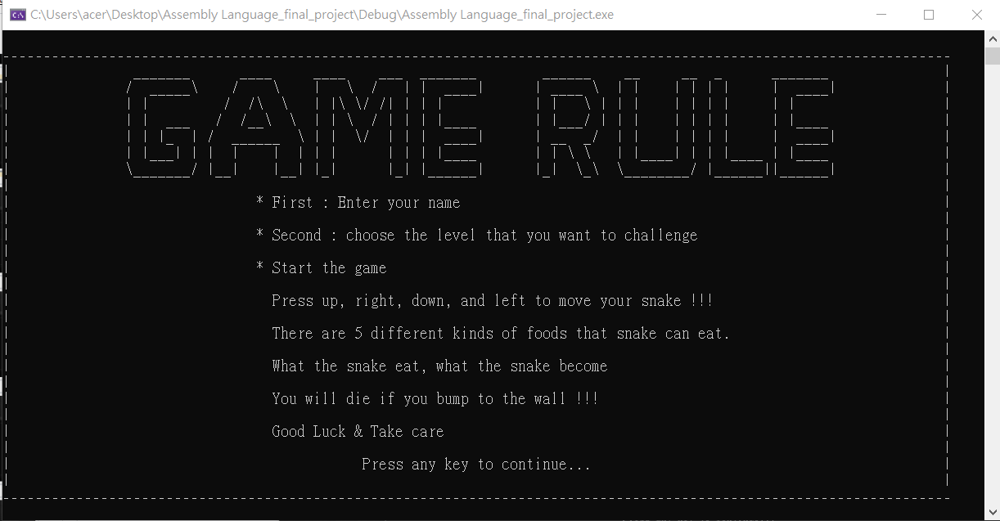 C:\Users\acer\Desktop\Assembly Language_final_project\Debug\Assembly Language_final_project.exe
GAME RULE
* First : Enter your name
* Second : choose the level that you want to challenge
* Start the game
Press up, right, down, and left to move your snake !!!
There are 5 different kinds of foods that snake can eat.
What the snake eat, what the snake become
You will die if you bump to the wall !!!
Good Luck & Take care
Press any key to continue...